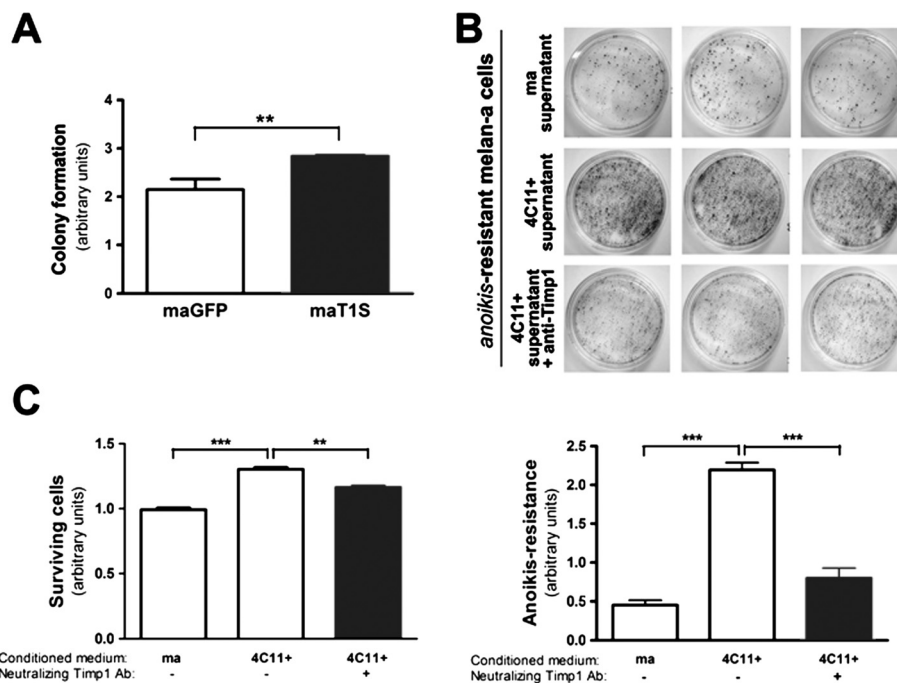 A
Colony formation
(arbitrary units)
4
3
2
1
0
**
maGFP
maT1S
B
anoikis-resistant melan-a cells
ma
supernatant
4C11+
supernatant
4C11+
supernatant
+ anti-Timp1
C
Surviving cells
(arbitrary units)
1.5
1.0
0.5
0.0
***
**
Conditioned medium: ma 4C11+ 4C11+
Neutralizing Timp1 Ab: - - +
Anoikis-resistance
(arbitrary units)
2.5
2.0
1.5
1.0
0.5
0.0
***
***
Conditioned medium: ma 4C11+ 4C11+
Neutralizing Timp1 Ab: - - +